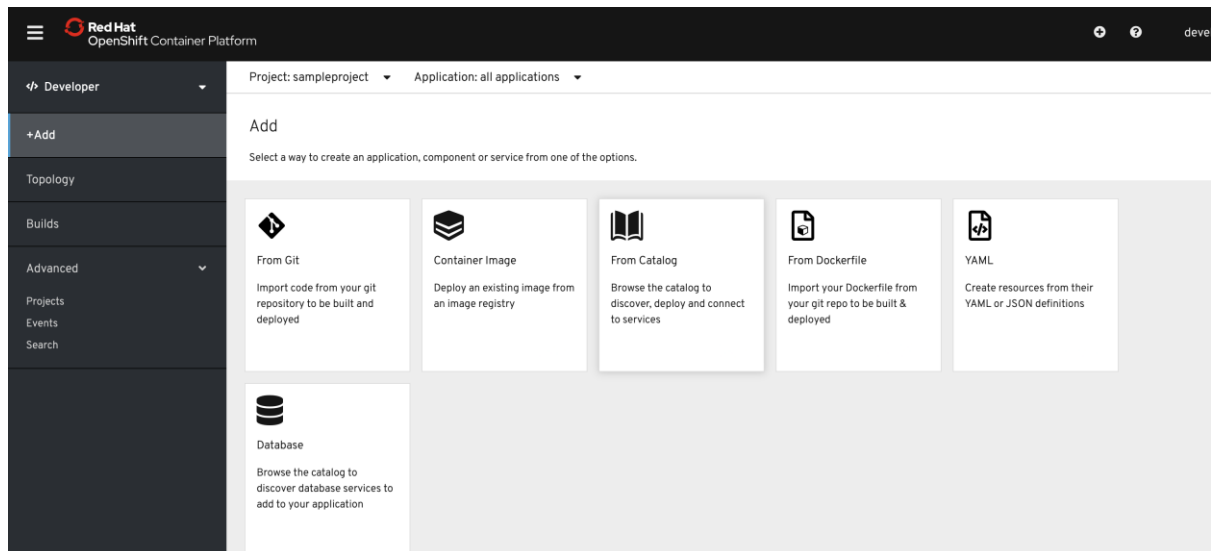 Red Hat
OpenShift Container Platform
</> Developer
+Add
Topology
Builds
Advanced
Projects
Events
Search
Project: sampleproject
Application: all applications
Add
Select a way to create an application, component or service from one of the options.
From Git
Import code from your git
repository to be built and
deployed
Container Image
Deploy an existing image from
an image registry
From Catalog
Browse the catalog to
discover, deploy and connect
to services
From Dockerfile
Import your Dockerfile from
your git repo to be built &
deployed
YAML
Create resources from their
YAML or JSON definitions
Database
Browse the catalog to
discover database services to
add to your application